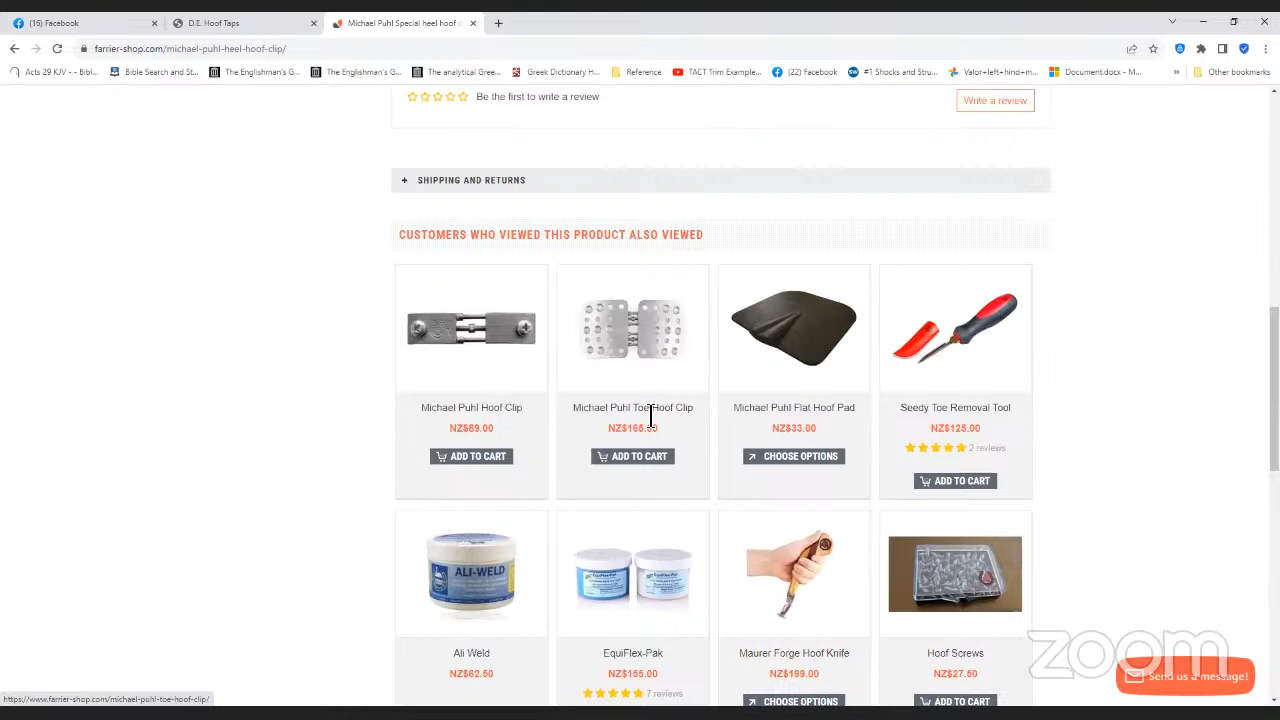 (16) Facebook
D.E. Hoof Taps
Michael Puhl Special heel hoof c
farrier-shop.com/michael-puhl-heel-hoof-clip/
Acts 29 KJV - - Bibl...
Bible Search and St...
The Englishman's G...
The Englishman's G...
The analytical Gree...
Greek Dictionary H...
Reference
TACT Trim Example...
(22) Facebook
#1 Shocks and Stru...
Valor+left+hind+m...
Document.docx - M...
»
Other bookmarks
Be the first to write a review
Write a review
+ SHIPPING AND RETURNS
CUSTOMERS WHO VIEWED THIS PRODUCT ALSO VIEWED
Michael Puhl Hoof Clip
Michael Puhl Toe Hoof Clip
Michael Puhl Flat Hoof Pad
Seedy Toe Removal Tool
NZ$89.00
NZ$165.00
NZ$33.00
NZ$125.00
2 reviews
ADD TO CART
ADD TO CART
CHOOSE OPTIONS
ADD TO CART
ALI-WELD
EquiFlex-Pak
EquiFlex-Pak
Ali Weld
EquiFlex-Pak
Maurer Forge Hoof Knife
Hoof Screws
NZ$62.50
NZ$155.00
NZ$199.00
NZ$27.50
7 reviews
CHOOSE OPTIONS
ADD TO CART
zoom
Send us a message!
https://www.farrier-shop.com/michael-puhl-toe-hoof-clip/